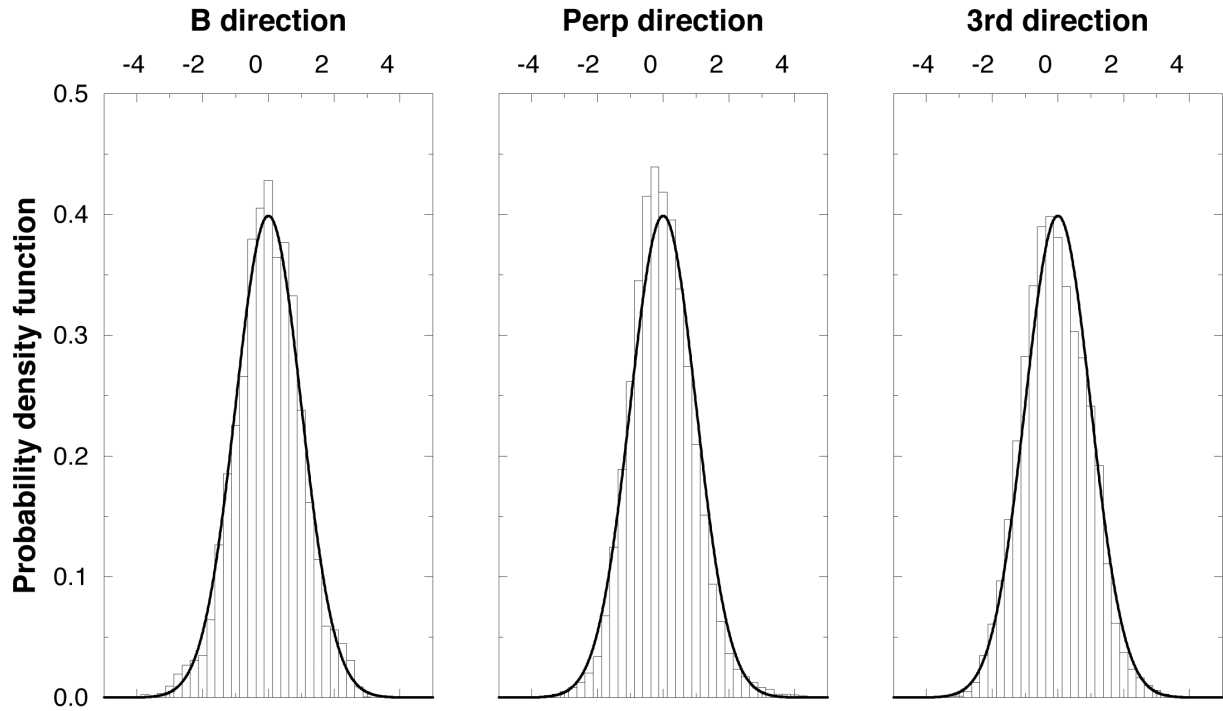 B direction
Perp direction
3rd direction
-4 -2 0 2 4
-4 -2 0 2 4
-4 -2 0 2 4
Probability density function
0.5
0.4
0.3
0.2
0.1
0.0